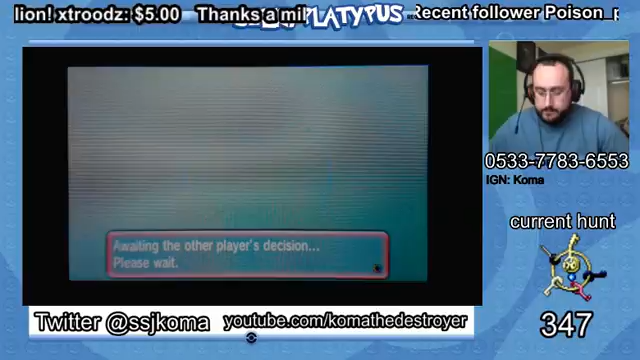 lion! xtroodz: $5.00 Thanks a mil
PLATYPUS
Recent follower Poison_p
0533-7783-6553
IGN: Koma
Awaiting the other player's decision...
Please wait.
current hunt
347
Twitter @ssjkoma
youtube.com/komathedestroyer